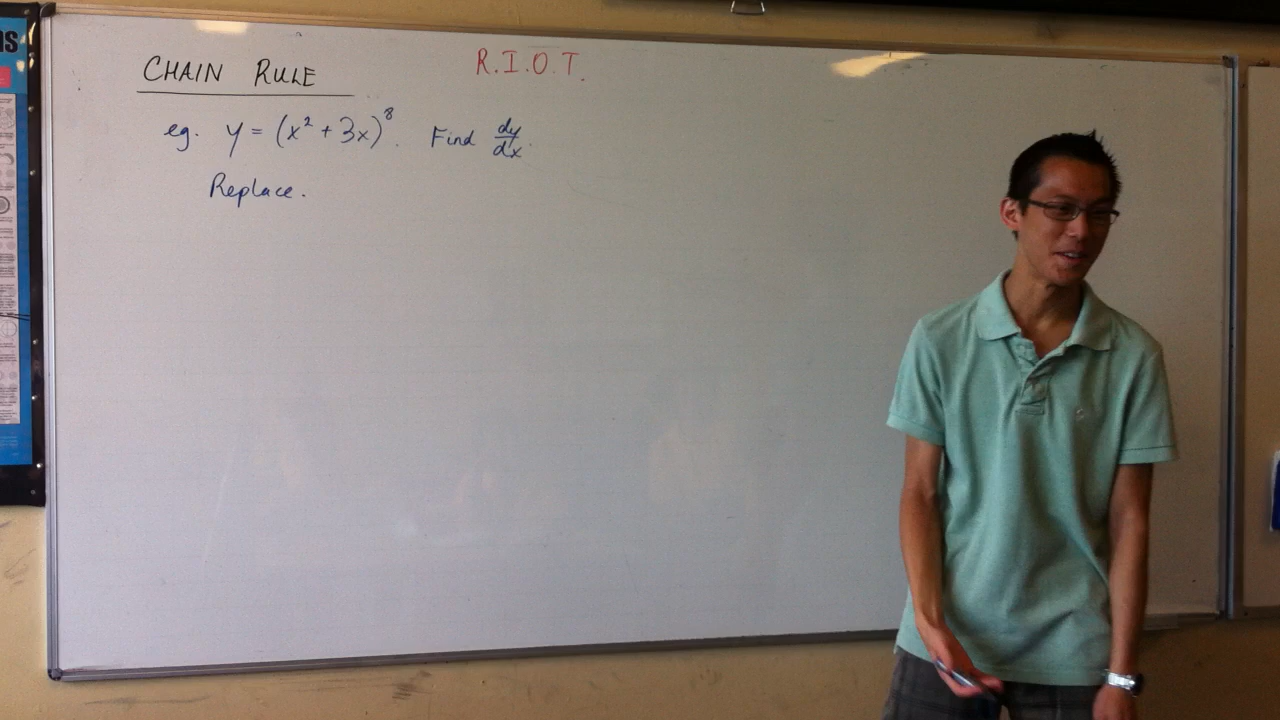 CHAIN RULE
R.I.O.T.
eg. y = (x² + 3x)⁸. Find dy/dx.
Replace.